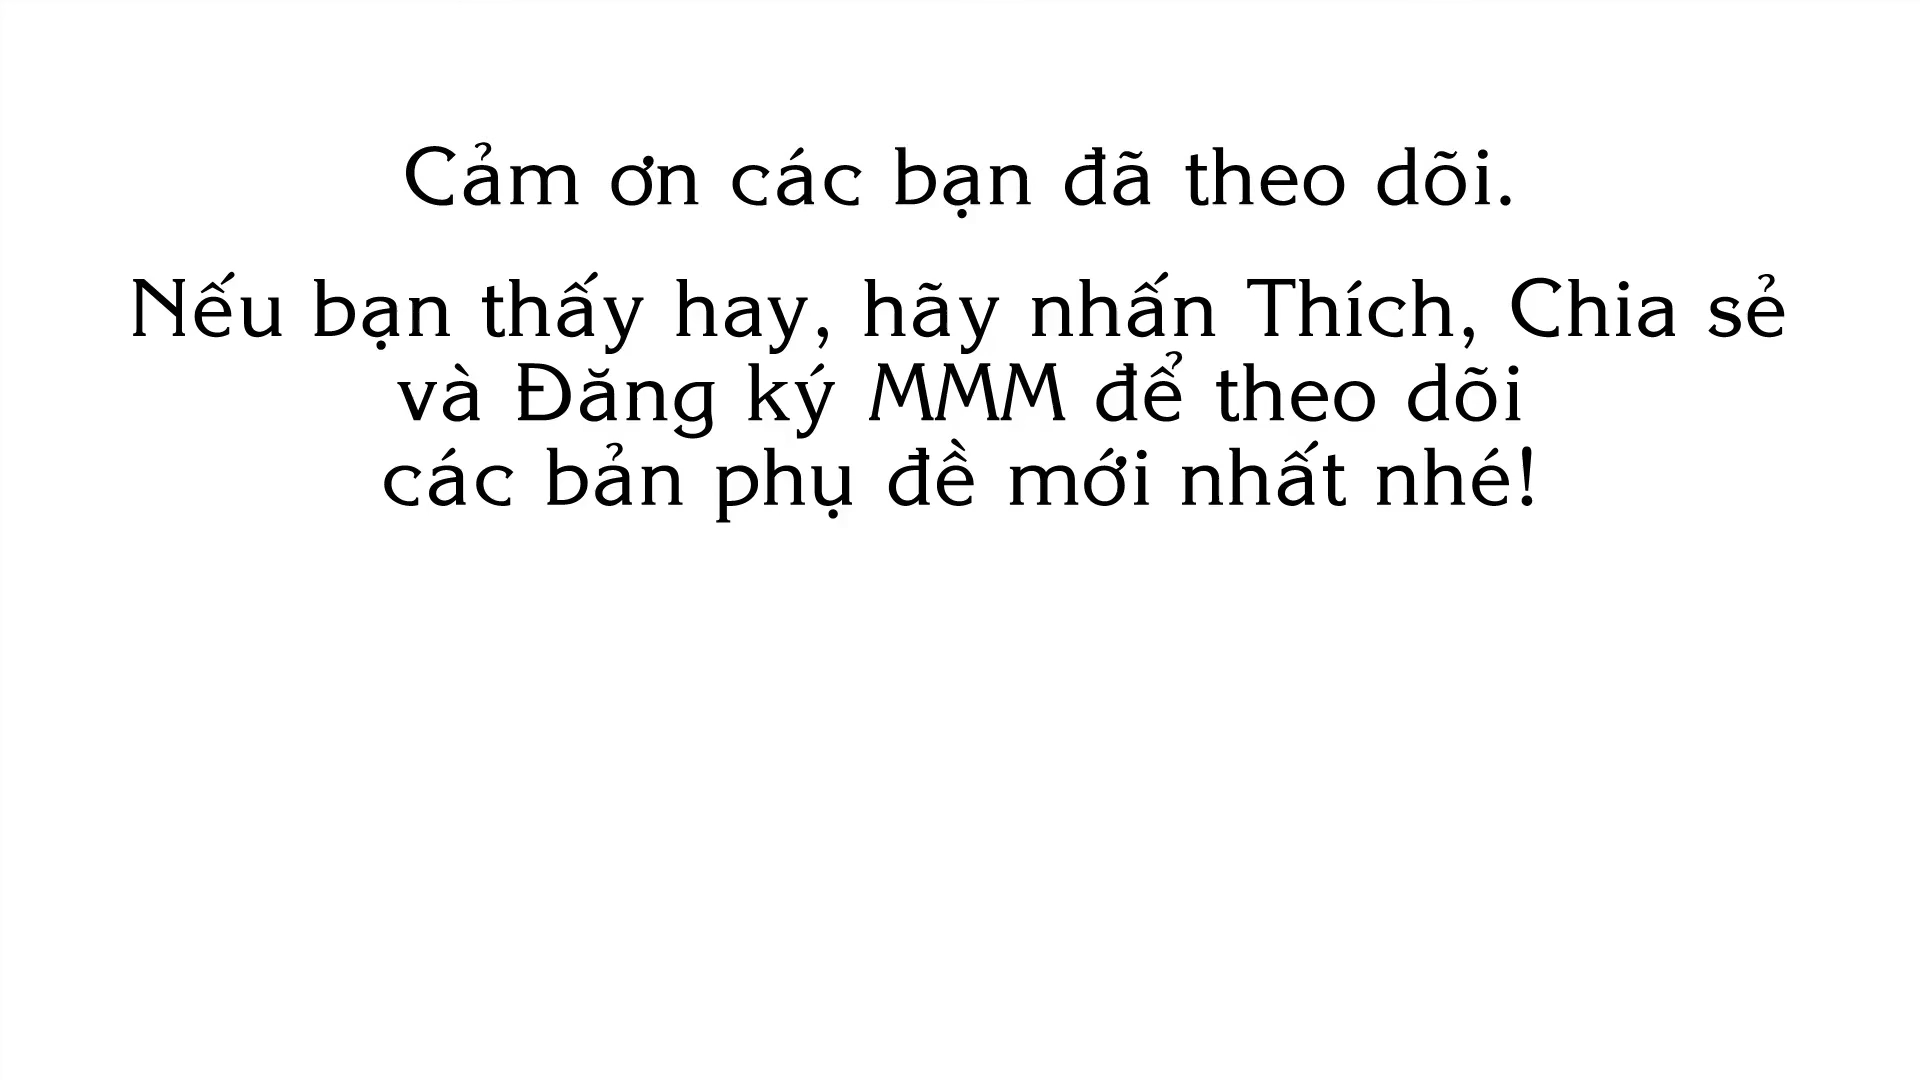 Cảm ơn các bạn đã theo dõi.
Nếu bạn thấy hay, hãy nhấn Thích, Chia sẻ
và Đăng ký MMM để theo dõi
các bản phụ đề mới nhất nhé!